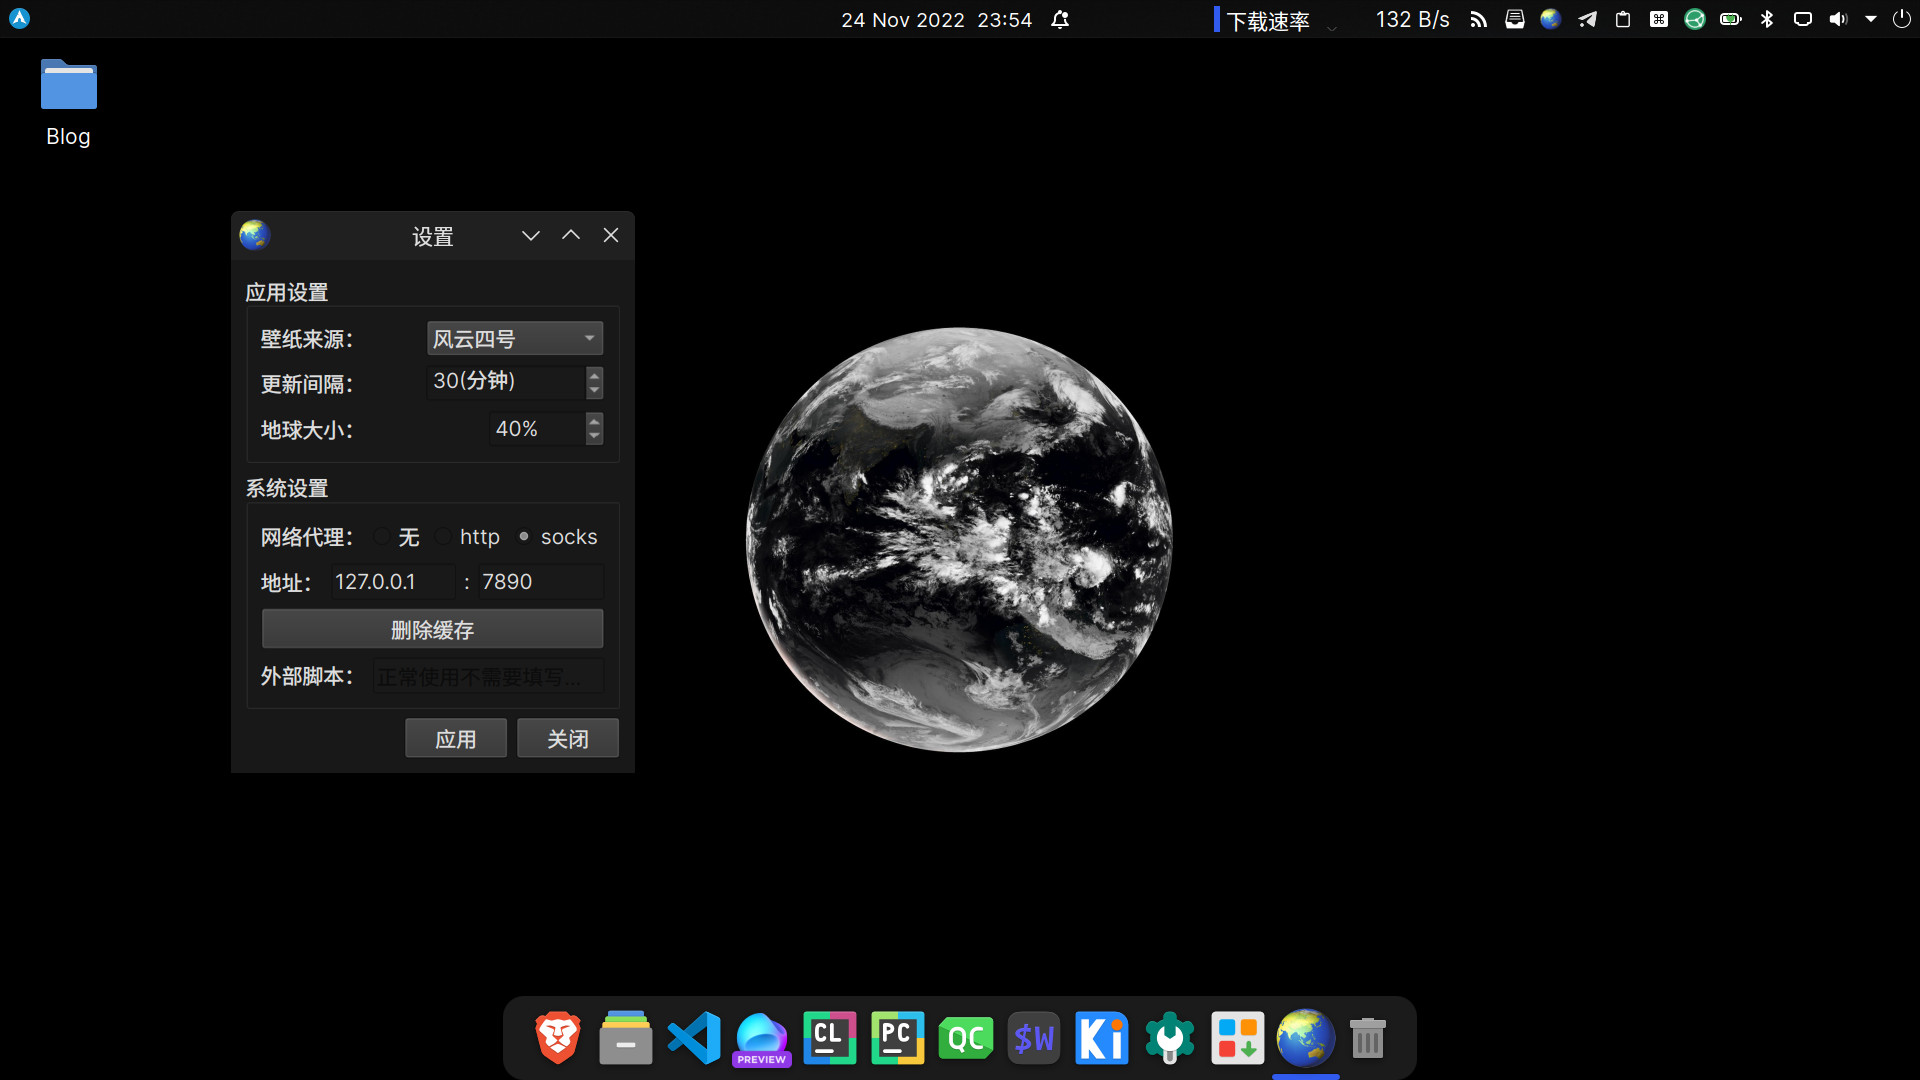 24 Nov 2022 23:54
下载速率
132 B/s
Blog
设置
应用设置
壁纸来源：
风云四号
更新间隔：
30(分钟)
地球大小：
40%
系统设置
网络代理：
无
http
socks
地址：
127.0.0.1
:
7890
删除缓存
外部脚本：
正常使用不需要填写...
应用
关闭
PREVIEW
CL
PC
QC
$W
Ki